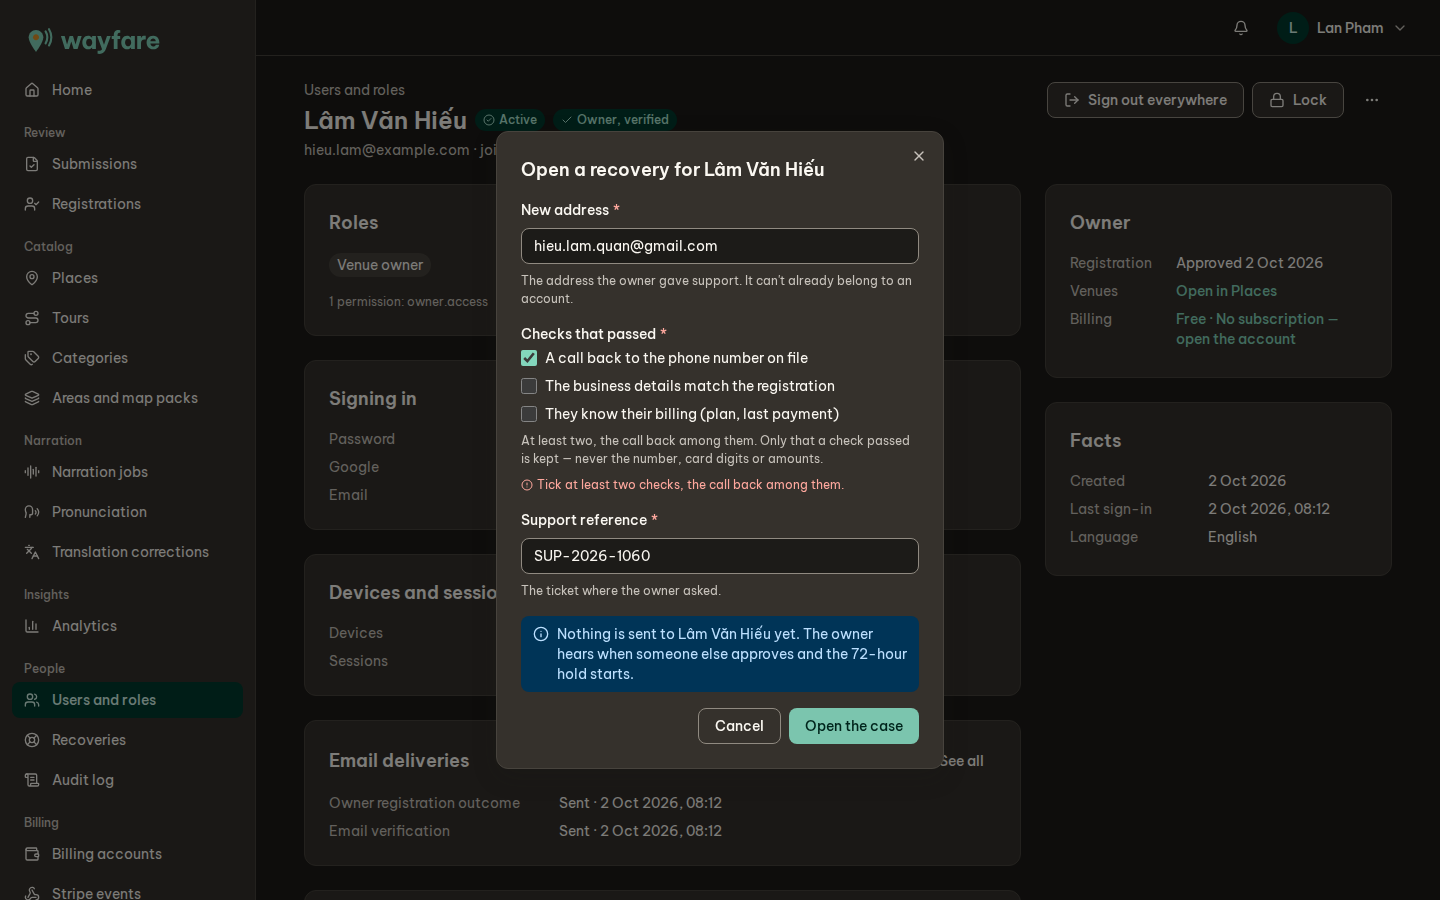 wayfare
L
Lan Pham
Home
Review
Submissions
Registrations
Catalog
Places
Tours
Categories
Areas and map packs
Narration
Narration jobs
Pronunciation
Translation corrections
Insights
Analytics
People
Users and roles
Recoveries
Audit log
Billing
Billing accounts
Stripe events
Users and roles
Lâm Văn Hiếu
Active
Owner, verified
hieu.lam@example.com · joi
Sign out everywhere
Lock
Roles
Venue owner
1 permission: owner.access
Signing in
Password
Google
Email
Devices and sessio
Devices
Sessions
Email deliveries
See all
Owner registration outcome
Sent · 2 Oct 2026, 08:12
Email verification
Sent · 2 Oct 2026, 08:12
Owner
Registration
Approved 2 Oct 2026
Venues
Open in Places
Billing
Free · No subscription —
open the account
Facts
Created
2 Oct 2026
Last sign-in
2 Oct 2026, 08:12
Language
English
Open a recovery for Lâm Văn Hiếu
New address *
hieu.lam.quan@gmail.com
The address the owner gave support. It can't already belong to an
account.
Checks that passed *
A call back to the phone number on file
The business details match the registration
They know their billing (plan, last payment)
At least two, the call back among them. Only that a check passed
is kept — never the number, card digits or amounts.
Tick at least two checks, the call back among them.
Support reference *
SUP-2026-1060
The ticket where the owner asked.
Nothing is sent to Lâm Văn Hiếu yet. The owner
hears when someone else approves and the 72-hour
hold starts.
Cancel
Open the case